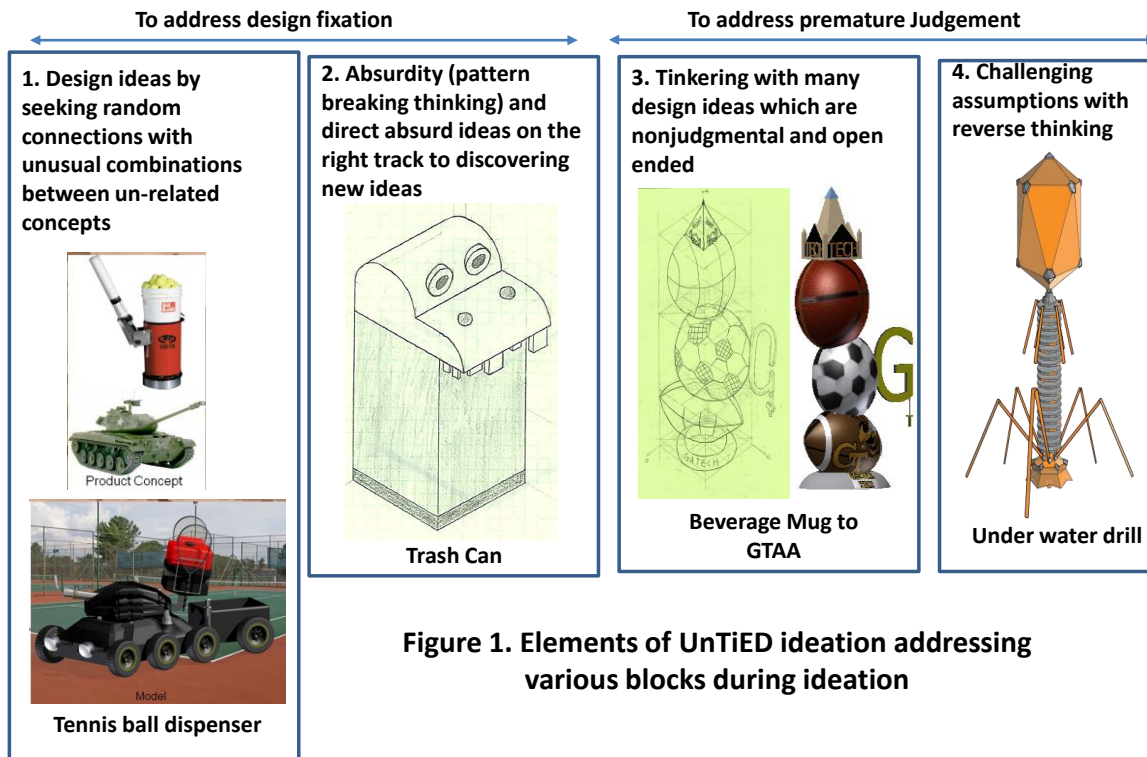 To address design fixation
To address premature Judgement
1. Design ideas by
seeking random
connections with
unusual combinations
between un-related
concepts
Product Concept
Model
Tennis ball dispenser
2. Absurdity (pattern
breaking thinking) and
direct absurd ideas on the
right track to discovering
new ideas
Trash Can
3. Tinkering with many
design ideas which are
nonjudgmental and open
ended
GATECH
TECH
TECH
G
T
GT
Beverage Mug to
GTAA
4. Challenging
assumptions with
reverse thinking
Under water drill
Figure 1. Elements of UnTiED ideation addressing
various blocks during ideation